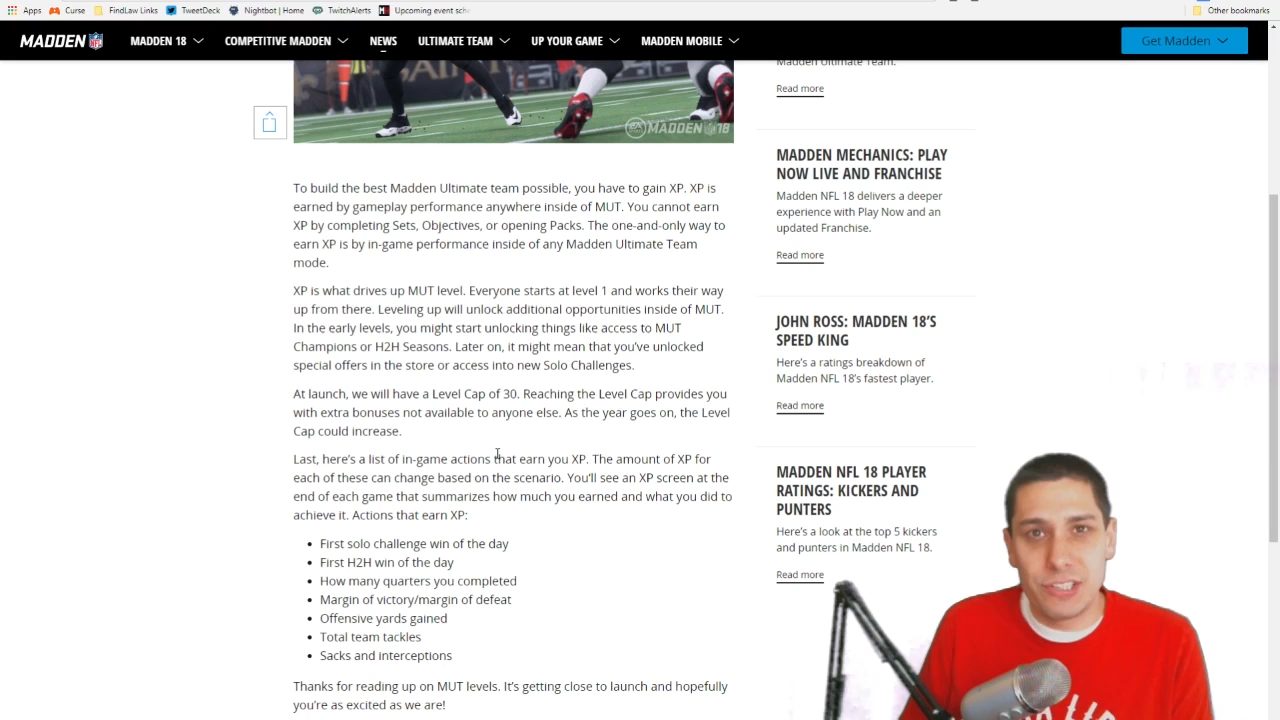 Apps Curse FindLaw Links TweetDeck Nightbot | Home TwitchAlerts Upcoming event sch Other bookmarks
MADDEN NFL MADDEN 18 COMPETITIVE MADDEN NEWS ULTIMATE TEAM UP YOUR GAME MADDEN MOBILE Get Madden
EA SPORTS MADDEN NFL 18
To build the best Madden Ultimate team possible, you have to gain XP. XP is
earned by gameplay performance anywhere inside of MUT. You cannot earn
XP by completing Sets, Objectives, or opening Packs. The one-and-only way to
earn XP is by in-game performance inside of any Madden Ultimate Team
mode.
XP is what drives up MUT level. Everyone starts at level 1 and works their way
up from there. Leveling up will unlock additional opportunities inside of MUT.
In the early levels, you might start unlocking things like access to MUT
Champions or H2H Seasons. Later on, it might mean that you've unlocked
special offers in the store or access into new Solo Challenges.
At launch, we will have a Level Cap of 30. Reaching the Level Cap provides you
with extra bonuses not available to anyone else. As the year goes on, the Level
Cap could increase.
Last, here's a list of in-game actions that earn you XP. The amount of XP for
each of these can change based on the scenario. You'll see an XP screen at the
end of each game that summarizes how much you earned and what you did to
achieve it. Actions that earn XP:
• First solo challenge win of the day
• First H2H win of the day
• How many quarters you completed
• Margin of victory/margin of defeat
• Offensive yards gained
• Total team tackles
• Sacks and interceptions
Thanks for reading up on MUT levels. It's getting close to launch and hopefully
you're as excited as we are!
Madden Ultimate Team.
Read more
MADDEN MECHANICS: PLAY
NOW LIVE AND FRANCHISE
Madden NFL 18 delivers a deeper
experience with Play Now and an
updated Franchise.
Read more
JOHN ROSS: MADDEN 18'S
SPEED KING
Here's a ratings breakdown of
Madden NFL 18's fastest player.
Read more
MADDEN NFL 18 PLAYER
RATINGS: KICKERS AND
PUNTERS
Here's a look at the top 5 kickers
and punters in Madden NFL 18.
Read more